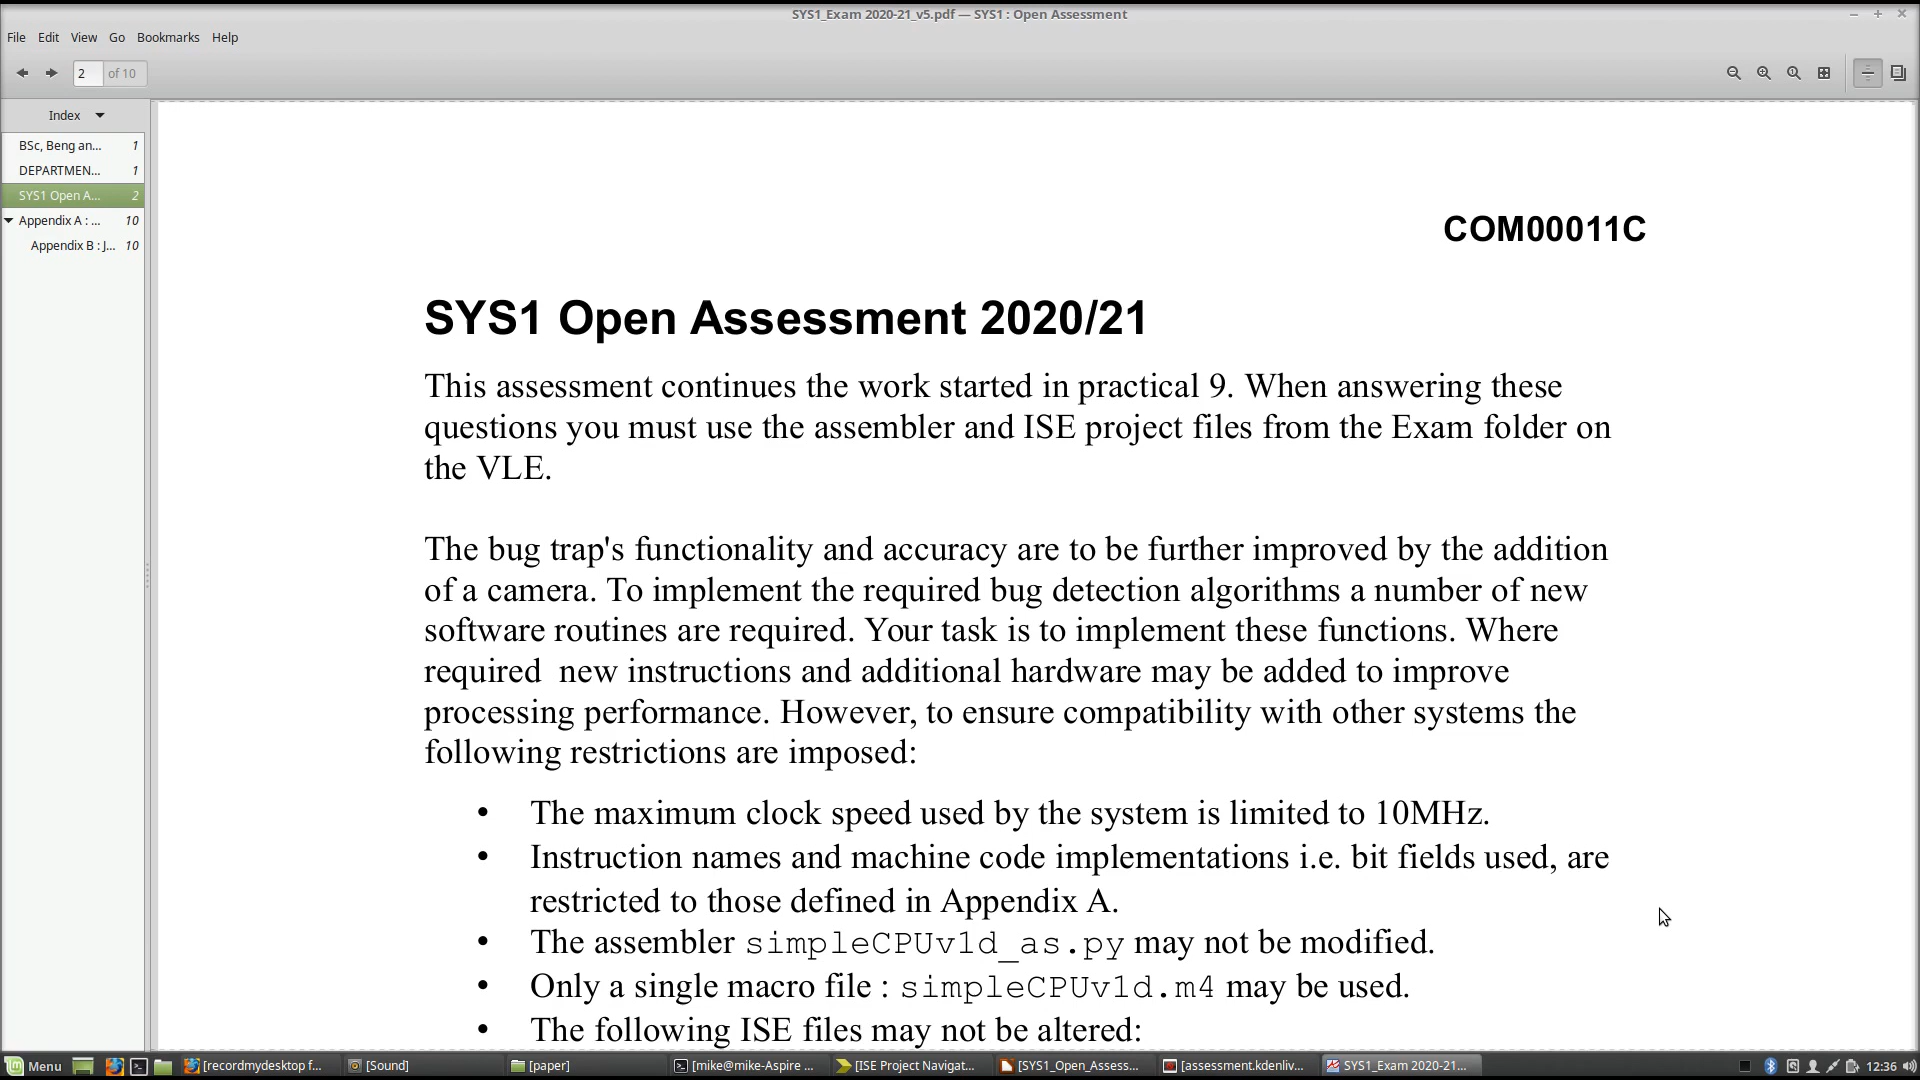 SYS1_Exam 2020-21_v5.pdf — SYS1 : Open Assessment
File Edit View Go Bookmarks Help
2 of 10
Index
BSc, Beng an... 1
DEPARTMEN... 1
SYS1 Open A... 2
Appendix A : ... 10
Appendix B : J... 10
COM00011C
SYS1 Open Assessment 2020/21
This assessment continues the work started in practical 9. When answering these
questions you must use the assembler and ISE project files from the Exam folder on
the VLE.
The bug trap's functionality and accuracy are to be further improved by the addition
of a camera. To implement the required bug detection algorithms a number of new
software routines are required. Your task is to implement these functions. Where
required  new instructions and additional hardware may be added to improve
processing performance. However, to ensure compatibility with other systems the
following restrictions are imposed:
• The maximum clock speed used by the system is limited to 10MHz.
• Instruction names and machine code implementations i.e. bit fields used, are
restricted to those defined in Appendix A.
• The assembler simpleCPUv1d_as.py may not be modified.
• Only a single macro file : simpleCPUv1d.m4 may be used.
• The following ISE files may not be altered:
Menu [recordmydesktop f... [Sound] [paper] [mike@mike-Aspire ... [ISE Project Navigat... [SYS1_Open_Assess... [assessment.kdenliv... SYS1_Exam 2020-21... 12:36